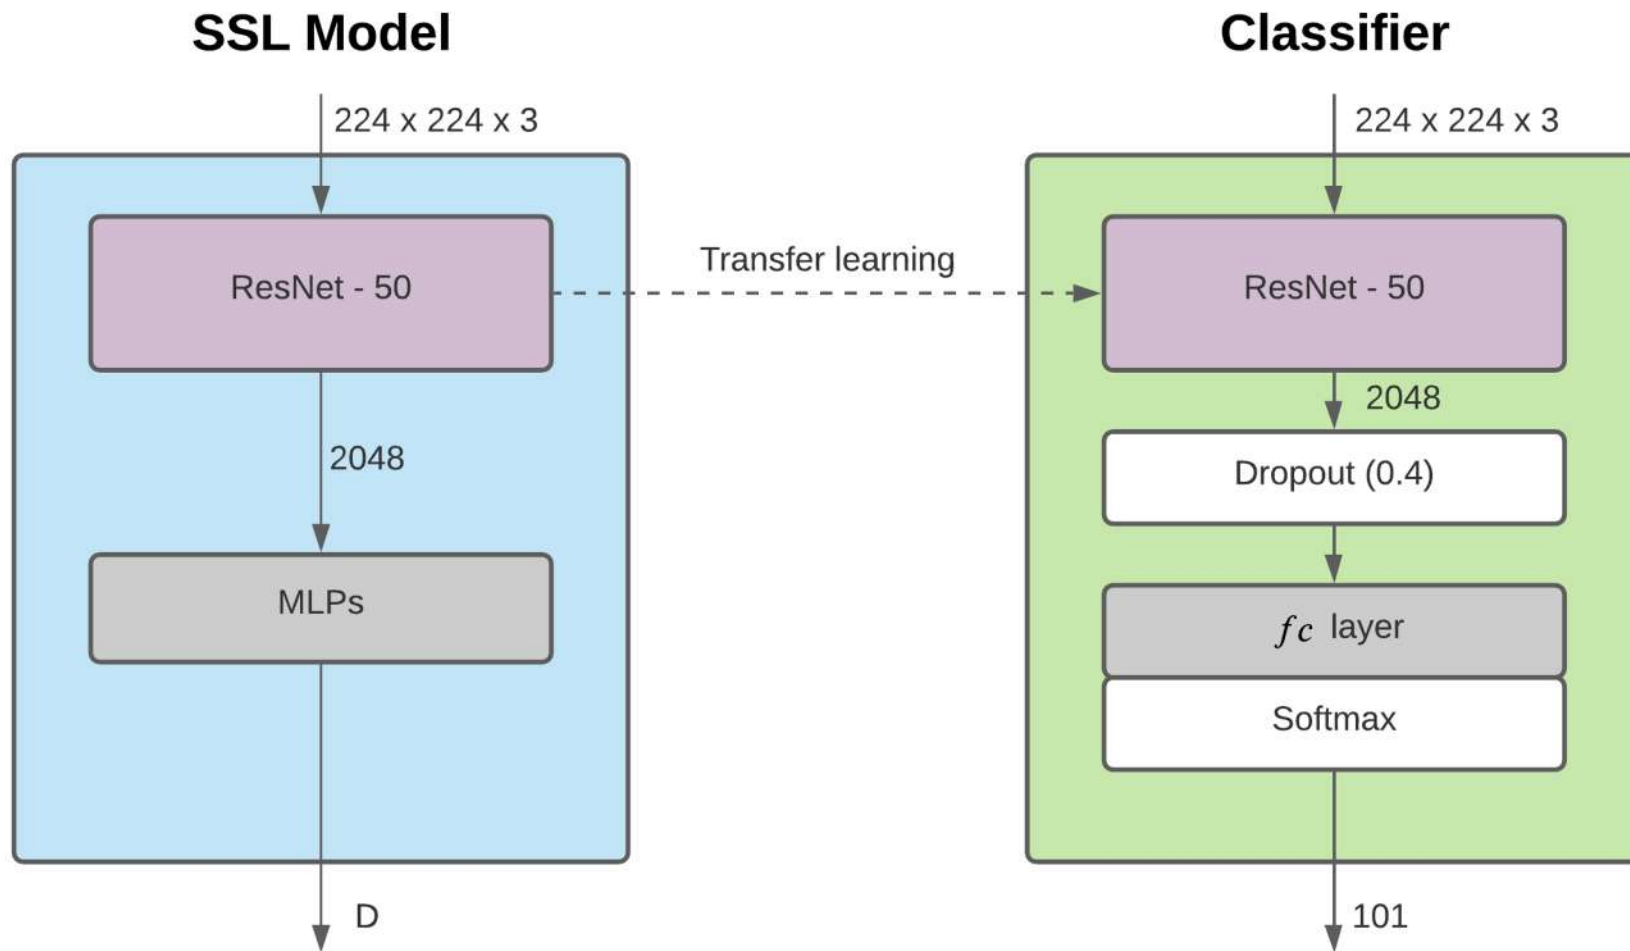 SSL Model
224 x 224 x 3
ResNet - 50
2048
MLPs
D
Transfer learning
Classifier
224 x 224 x 3
ResNet - 50
2048
Dropout (0.4)
fc layer
Softmax
101